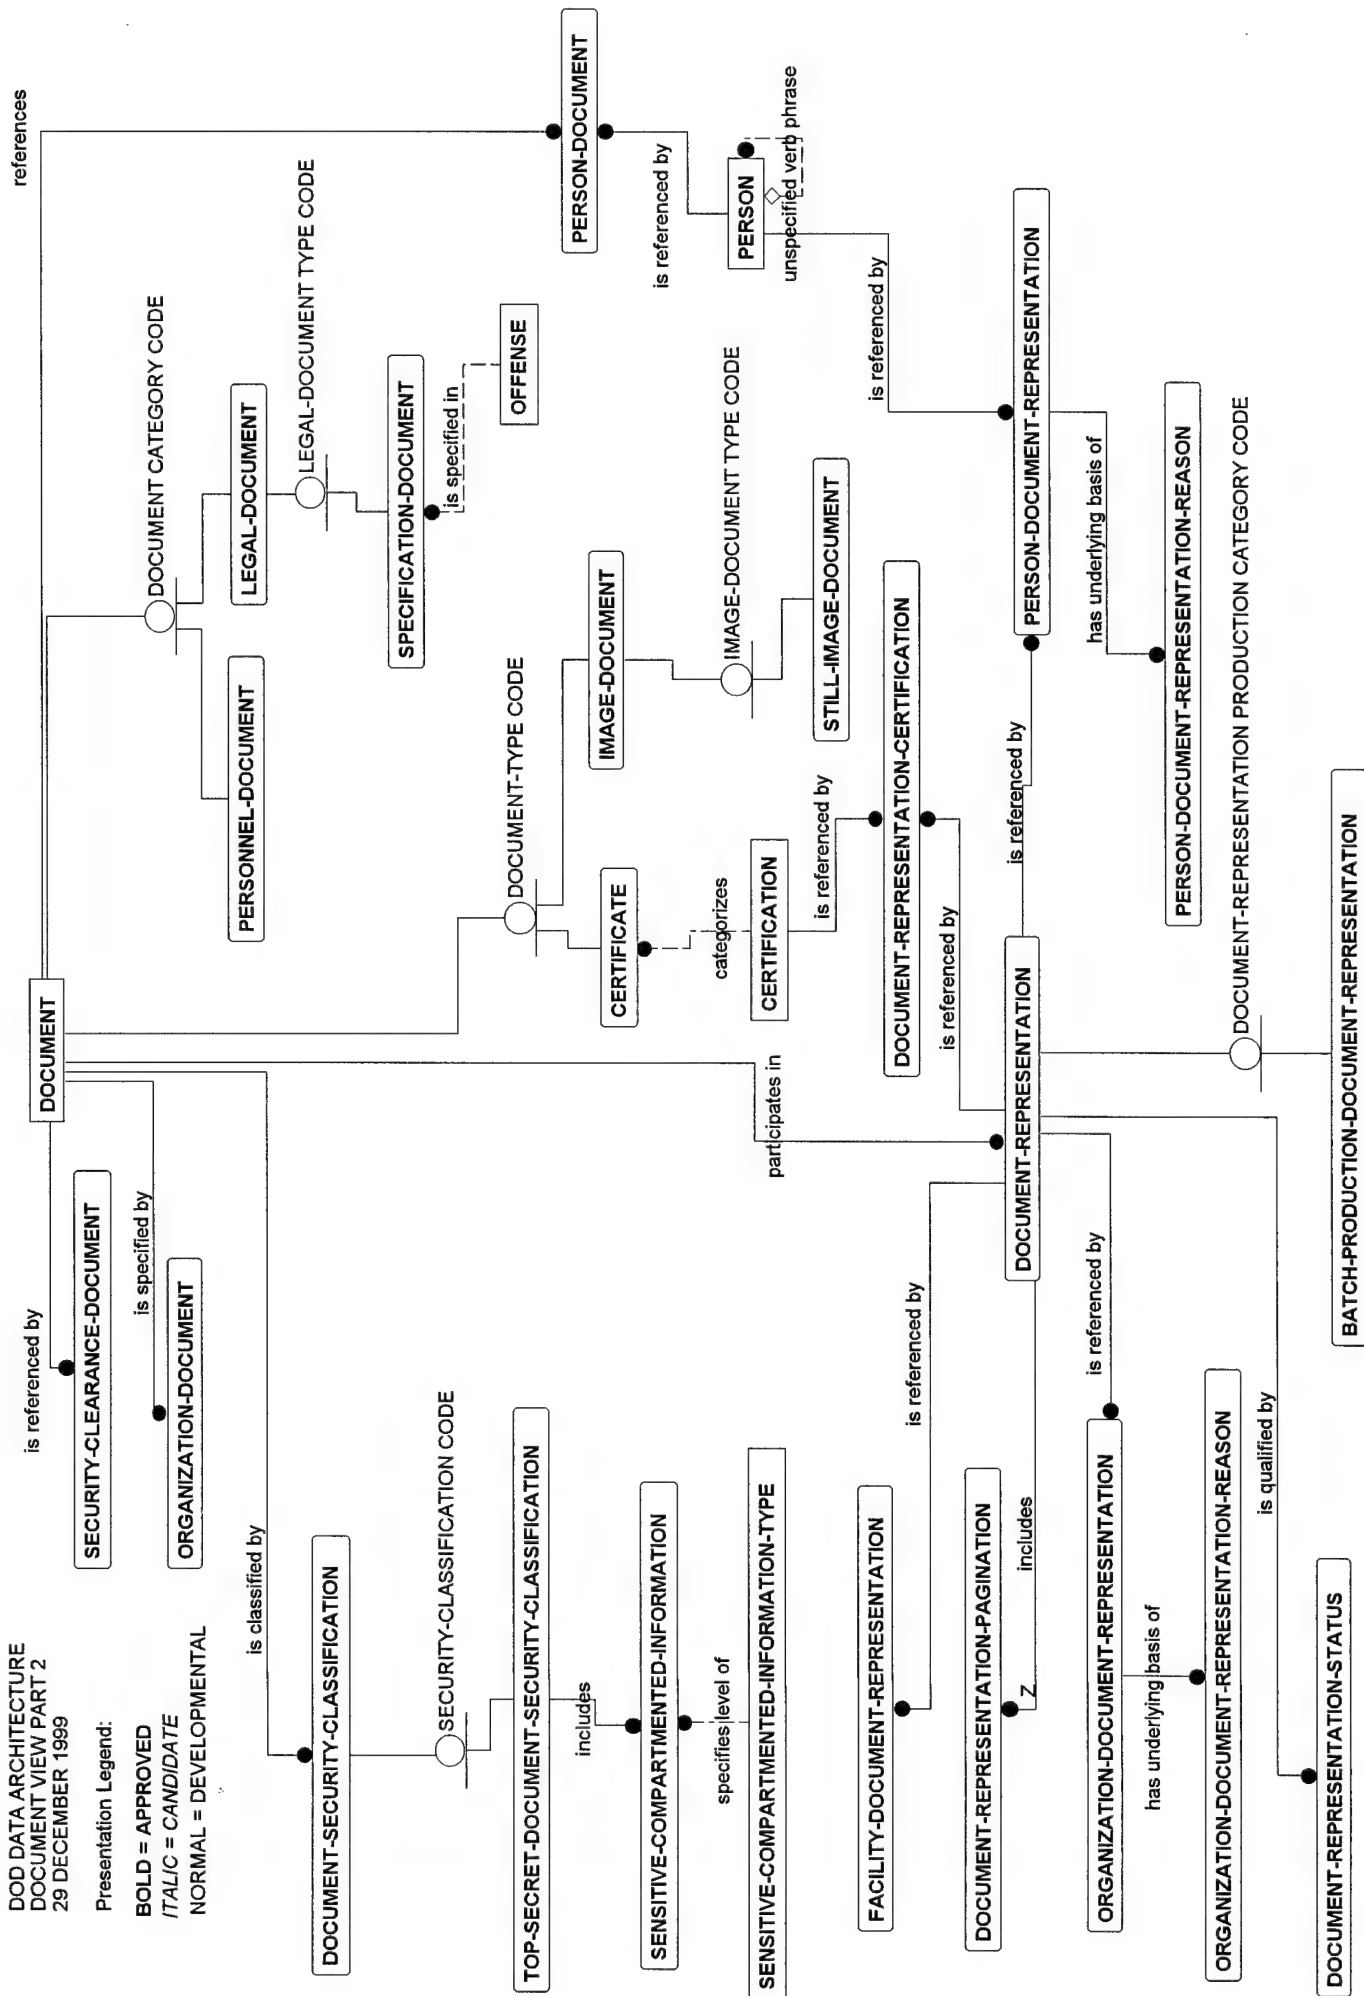 DOD DATA ARCHITECTURE
DOCUMENT VIEW PART 2
29 DECEMBER 1999
Presentation Legend:
BOLD = APPROVED
ITALIC = CANDIDATE
NORMAL = DEVELOPMENTAL
is referenced by
DOCUMENT
references
SECURITY-CLEARANCE-DOCUMENT
is specified by
ORGANIZATION-DOCUMENT
DOCUMENT CATEGORY CODE
PERSONNEL-DOCUMENT
LEGAL-DOCUMENT
is classified by
LEGAL-DOCUMENT TYPE CODE
DOCUMENT-SECURITY-CLASSIFICATION
SPECIFICATION-DOCUMENT
SECURITY-CLASSIFICATION CODE
is specified in
DOCUMENT-TYPE CODE
OFFENSE
TOP-SECRET-DOCUMENT-SECURITY-CLASSIFICATION
PERSON-DOCUMENT
includes
CERTIFICATE
IMAGE-DOCUMENT
SENSITIVE-COMPARTMENTED-INFORMATION
is referenced by
specifies level of
categorizes
IMAGE-DOCUMENT TYPE CODE
PERSON
SENSITIVE-COMPARTMENTED-INFORMATION-TYPE
participates in
CERTIFICATION
unspecified verb phrase
is referenced by
STILL-IMAGE-DOCUMENT
FACILITY-DOCUMENT-REPRESENTATION
is referenced by
DOCUMENT-REPRESENTATION-CERTIFICATION
is referenced by
is referenced by
DOCUMENT-REPRESENTATION-PAGINATION
Z
includes
DOCUMENT-REPRESENTATION
is referenced by
PERSON-DOCUMENT-REPRESENTATION
ORGANIZATION-DOCUMENT-REPRESENTATION
is referenced by
has underlying basis of
has underlying basis of
PERSON-DOCUMENT-REPRESENTATION-REASON
ORGANIZATION-DOCUMENT-REPRESENTATION-REASON
is qualified by
DOCUMENT-REPRESENTATION PRODUCTION CATEGORY CODE
DOCUMENT-REPRESENTATION-STATUS
BATCH-PRODUCTION-DOCUMENT-REPRESENTATION